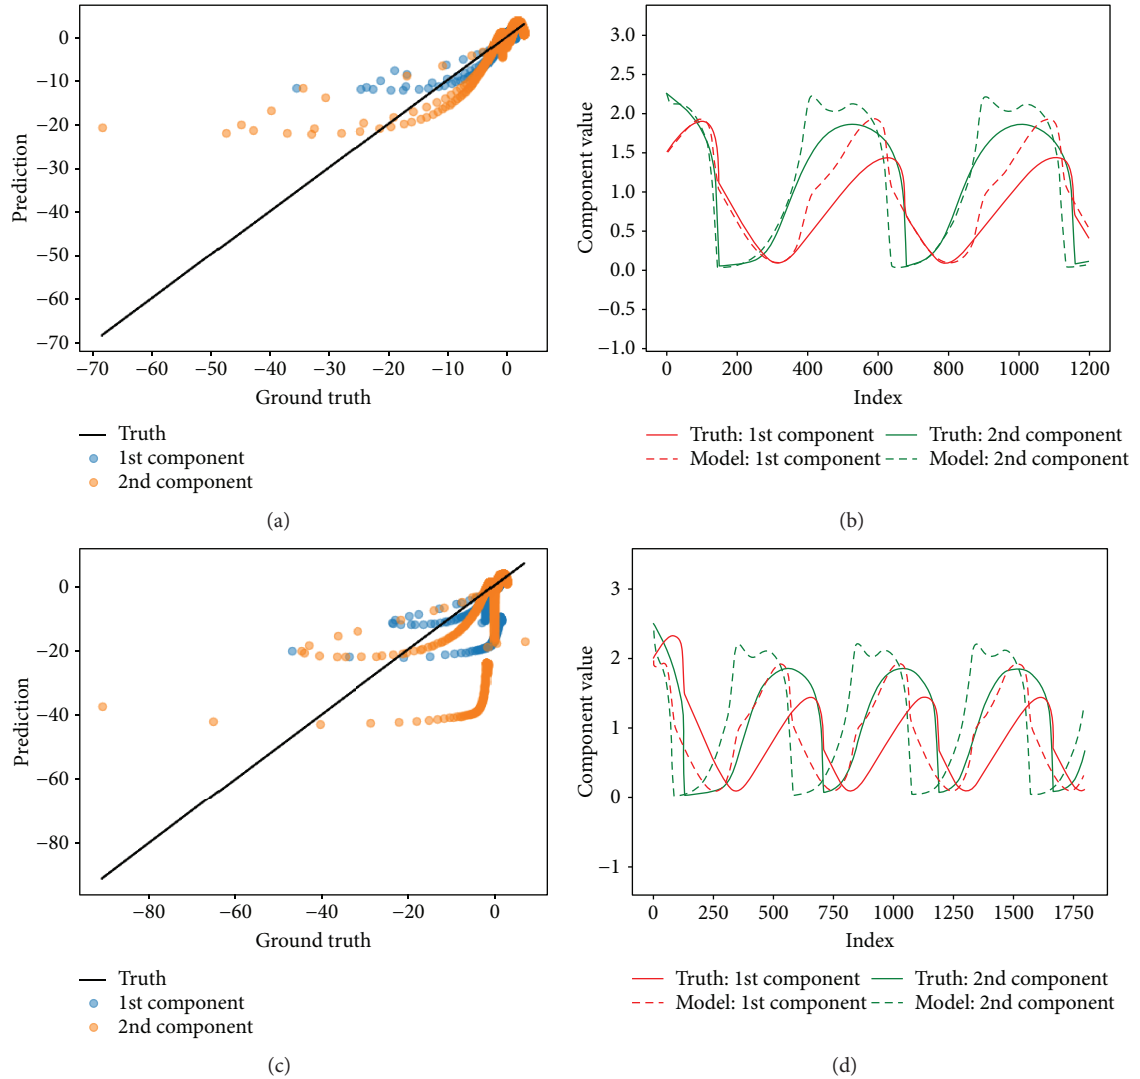 0
−10
−20
−30
−40
−50
−60
−70
Prediction
−70
−60
−50
−40
−30
−20
−10
0
Ground truth
Truth
1st component
2nd component
(a)
3.0
2.5
2.0
1.5
1.0
0.5
0.0
−1.0
Component value
0
200
400
600
800
1000
1200
Index
Truth: 1st component
Truth: 2nd component
Model: 1st component
Model: 2nd component
(b)
0
−20
−40
−60
−80
Prediction
−80
−60
−40
−20
0
Ground truth
Truth
1st component
2nd component
(c)
3
2
1
0
−1
Component value
0
250
500
750
1000
1250
1500
1750
Index
Truth: 1st component
Truth: 2nd component
Model: 1st component
Model: 2nd component
(d)